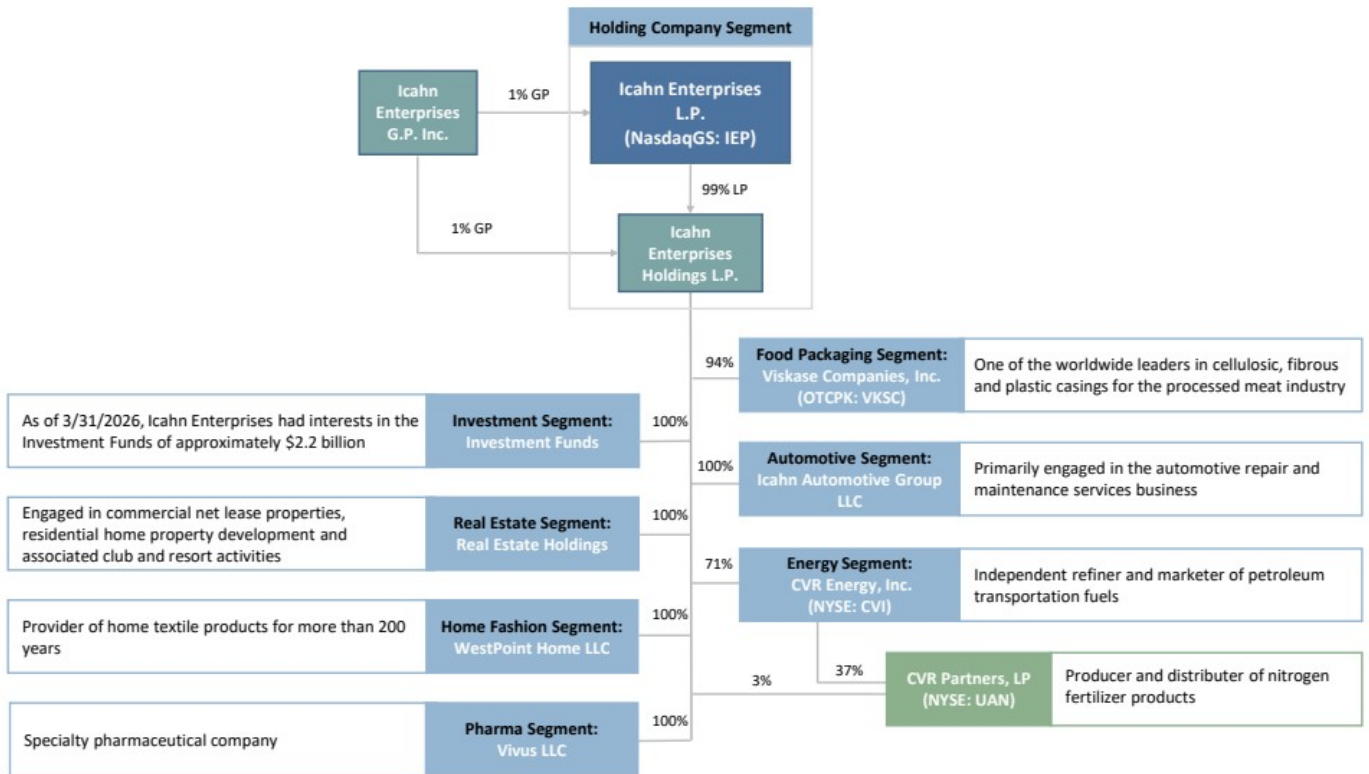 Holding Company Segment
Icahn
Enterprises
G.P. Inc.
1% GP
Icahn Enterprises
L.P.
(NasdaqGS: IEP)
99% LP
1% GP
Icahn
Enterprises
Holdings L.P.
94%
Food Packaging Segment:
Viskase Companies, Inc.
(OTCPK: VKSC)
One of the worldwide leaders in cellulosic, fibrous
and plastic casings for the processed meat industry
As of 3/31/2026, Icahn Enterprises had interests in the
Investment Funds of approximately $2.2 billion
Investment Segment:
Investment Funds
100%
100%
Automotive Segment:
Icahn Automotive Group
LLC
Primarily engaged in the automotive repair and
maintenance services business
Engaged in commercial net lease properties,
residential home property development and
associated club and resort activities
Real Estate Segment:
Real Estate Holdings
100%
71%
Energy Segment:
CVR Energy, Inc.
(NYSE: CVI)
Independent refiner and marketer of petroleum
transportation fuels
Provider of home textile products for more than 200
years
Home Fashion Segment:
WestPoint Home LLC
100%
3%
37%
CVR Partners, LP
(NYSE: UAN)
Producer and distributer of nitrogen
fertilizer products
Specialty pharmaceutical company
Pharma Segment:
Vivus LLC
100%